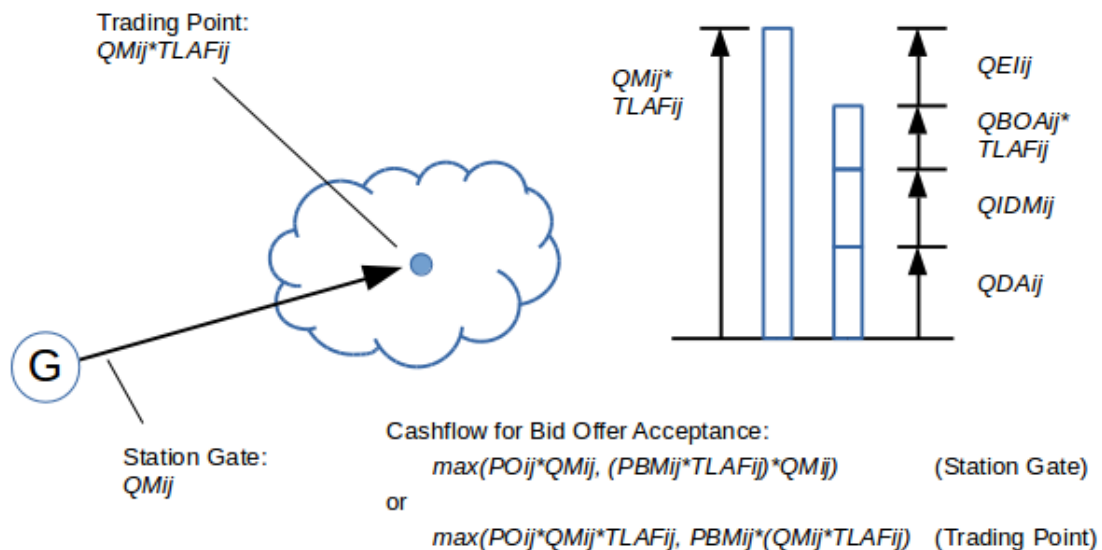 Trading Point:
QMij*TLAFij
QMij*
TLAFij
QEIij
QBOAij*
TLAFij
QIDMij
QDAij
G
Station Gate:
QMij
Cashflow for Bid Offer Acceptance:
max(POij*QMij, (PBMij*TLAFij)*QMij) (Station Gate)
or
max(POij*QMij*TLAFij, PBMij*(QMij*TLAFij) (Trading Point)